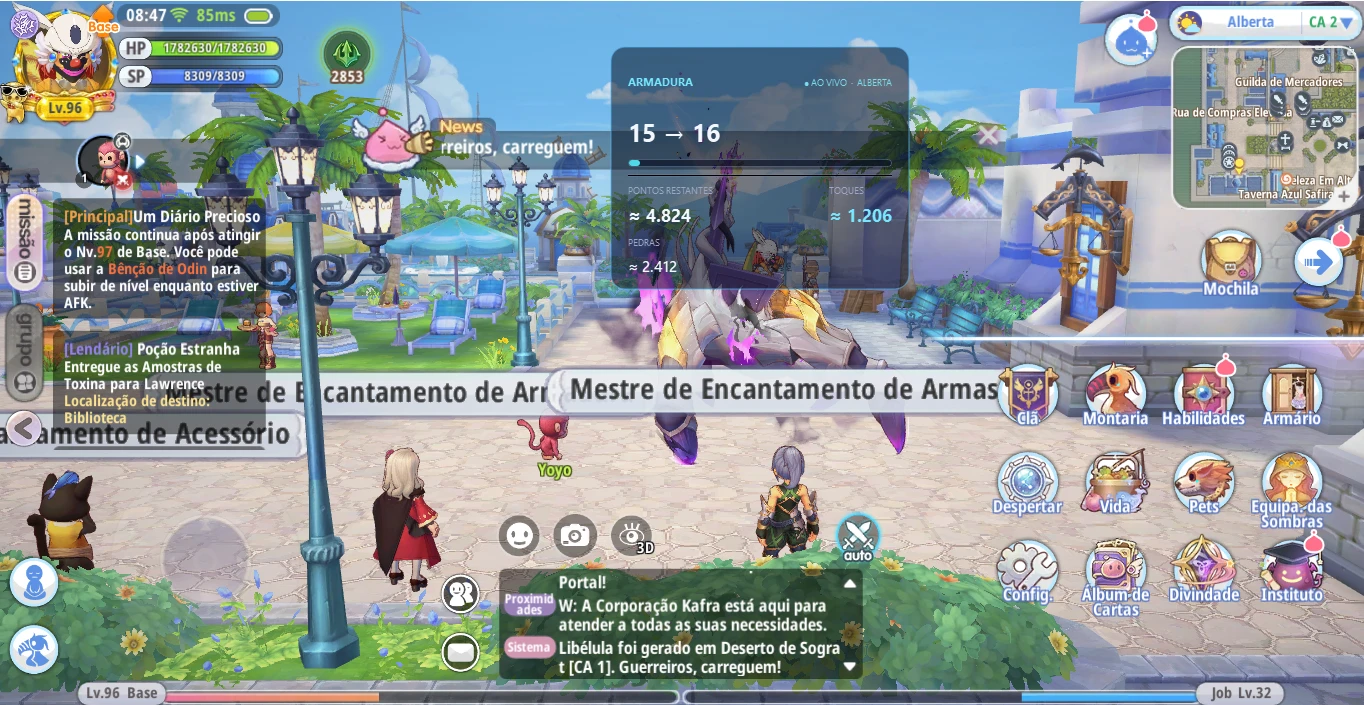 08:47
85ms
Base
HP 1782630/1782630
SP 8309/8309
Lv.96
2853
1
News
rreiros, carreguem!
ARMADURA
AO VIVO · ALBERTA
15 → 16
PONTOS RESTANTES
TOQUES
≈ 4.824
≈ 1.206
PEDRAS
≈ 2.412
Alberta
CA 2
Guilda de Mercadores
Rua de Compras Ele
eleza Em Alt
Taverna Azul Safira
Mochila
missão
[Principal]Um Diário Precioso
A missão continua após atingir
o Nv.97 de Base. Você pode
usar a Bênção de Odin para
subir de nível enquanto estiver
AFK.
grupo
[Lendário] Poção Estranha
Entregue as Amostras de
Toxina para Lawrence
Localização de destino:
Biblioteca
stre de Encantamento de Arr
Mestre de Encantamento de Armas
amento de Acessório
Yoyo
Clã
Montaria
Habilidades
Armário
Despertar
Vida
Pets
Equipa. das
Sombras
Config.
Álbum de
Cartas
Divindade
Instituto
3D
auto
Portal!
Proximid
ades
W: A Corporação Kafra está aqui para
atender a todas as suas necessidades.
Sistema
Libélula foi gerado em Deserto de Sogra
t [CA 1]. Guerreiros, carreguem!
Lv.96 Base
Job Lv.32